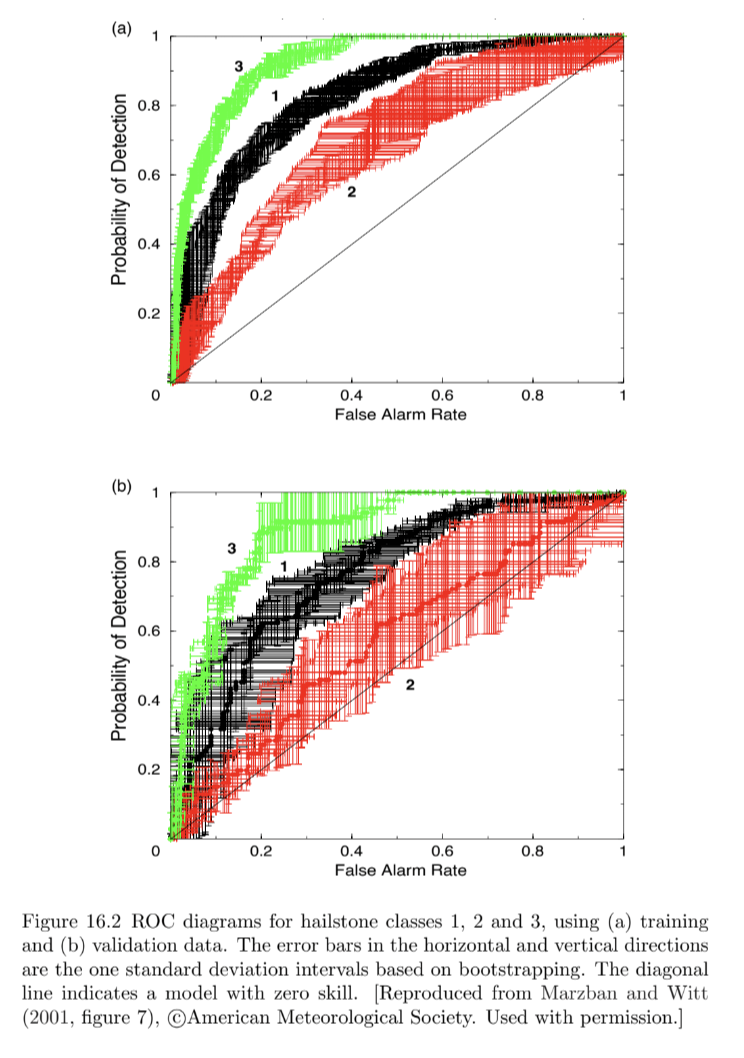 (a)
1
0.8
0.6
0.4
0.2
0
Probability of Detection
3
1
2
0.2 0.4 0.6 0.8 1
False Alarm Rate
(b)
1
0.8
0.6
0.4
0.2
0
Probability of Detection
3
1
2
0.2 0.4 0.6 0.8 1
False Alarm Rate
Figure 16.2 ROC diagrams for hailstone classes 1, 2 and 3, using (a) training
and (b) validation data. The error bars in the horizontal and vertical directions
are the one standard deviation intervals based on bootstrapping. The diagonal
line indicates a model with zero skill. [Reproduced from Marzban and Witt
(2001, figure 7), ©American Meteorological Society. Used with permission.]